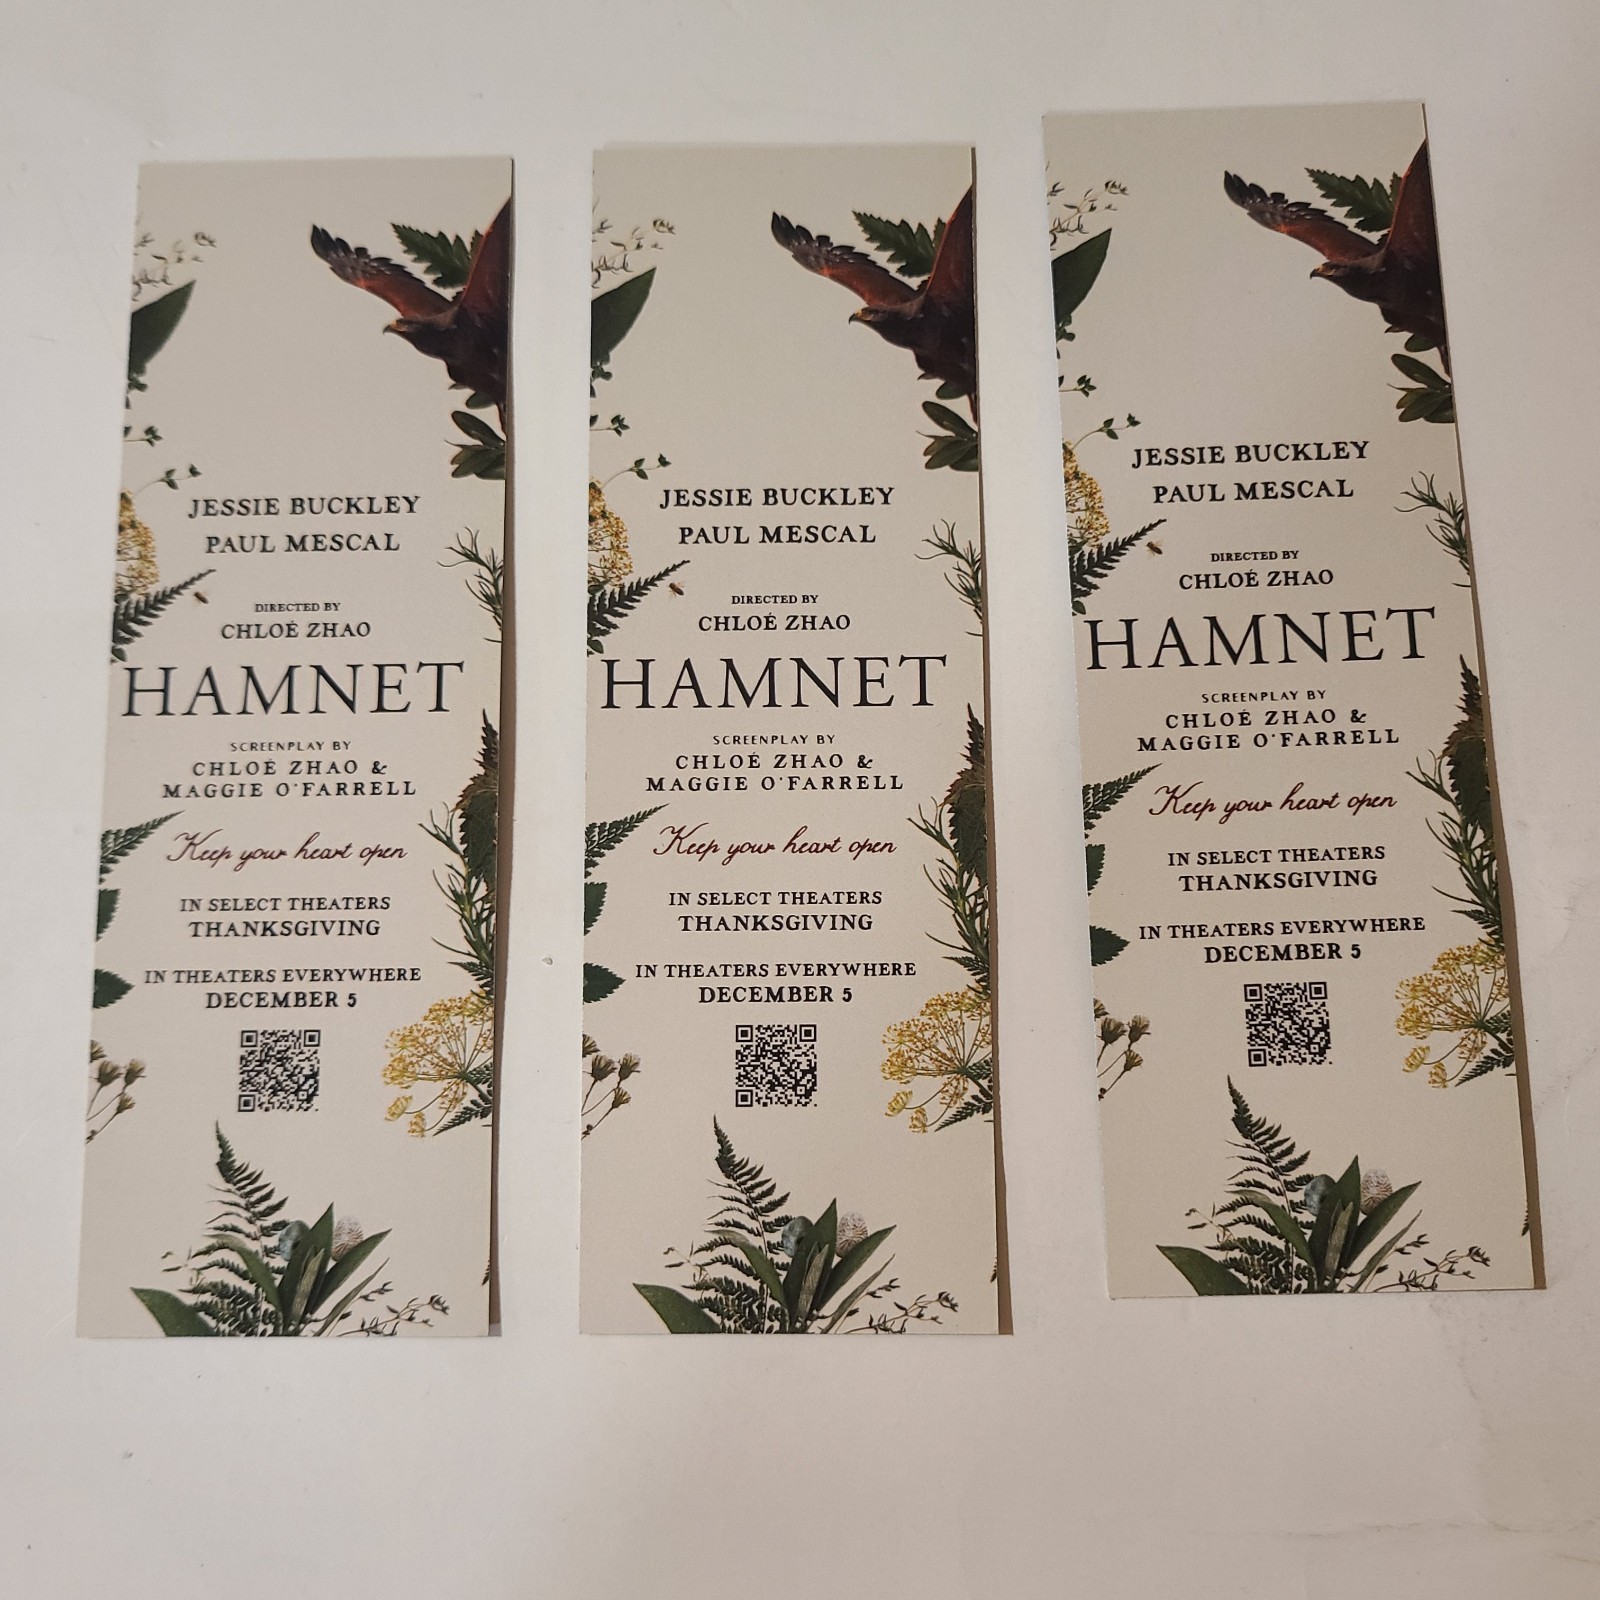 JESSIE BUCKLEY
PAUL MESCAL
DIRECTED BY
CHLOÉ ZHAO
HAMNET
SCREENPLAY BY
CHLOÉ ZHAO &
MAGGIE O'FARRELL
Keep your heart open
IN SELECT THEATERS
THANKSGIVING
IN THEATERS EVERYWHERE
DECEMBER 5
JESSIE BUCKLEY
PAUL MESCAL
DIRECTED BY
CHLOÉ ZHAO
HAMNET
SCREENPLAY BY
CHLOÉ ZHAO &
MAGGIE O'FARRELL
Keep your heart open
IN SELECT THEATERS
THANKSGIVING
IN THEATERS EVERYWHERE
DECEMBER 5
JESSIE BUCKLEY
PAUL MESCAL
DIRECTED BY
CHLOÉ ZHAO
HAMNET
SCREENPLAY BY
CHLOÉ ZHAO &
MAGGIE O'FARRELL
Keep your heart open
IN SELECT THEATERS
THANKSGIVING
IN THEATERS EVERYWHERE
DECEMBER 5